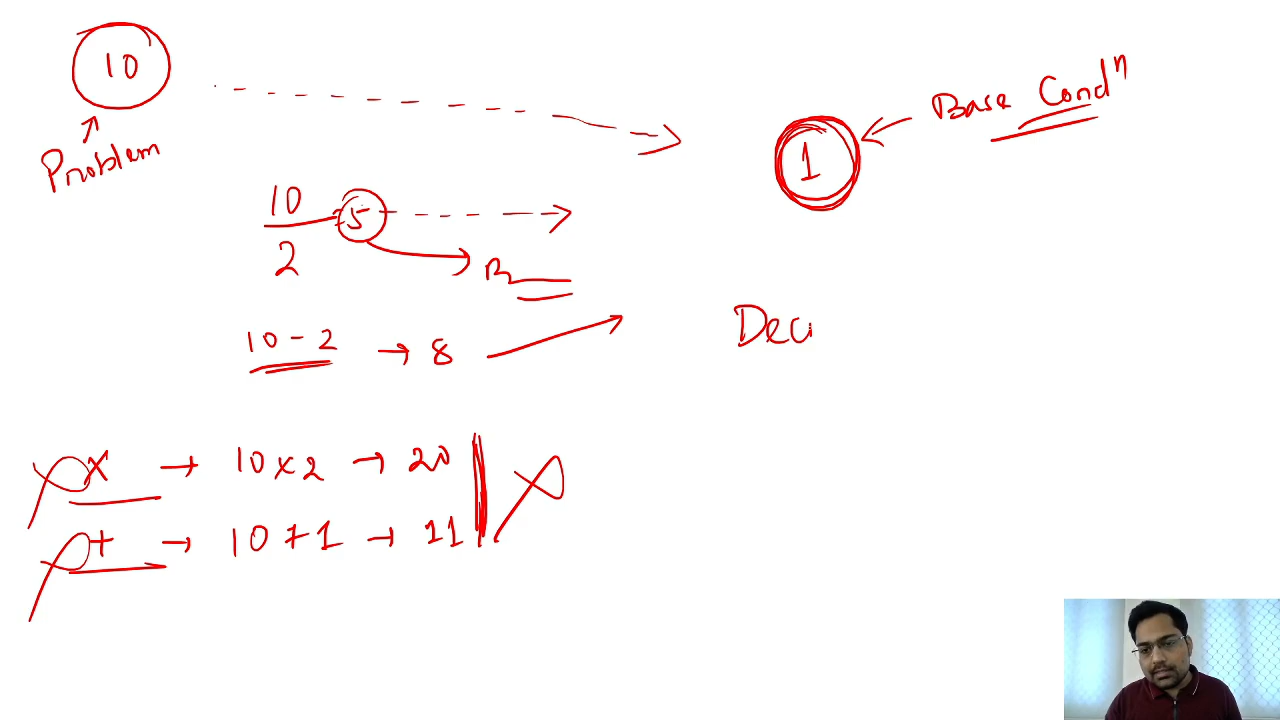 10
Problem
1
Base Condⁿ
10
2
=5
10 - 2 → 8
Dec
x → 10 x 2 → 20
+ → 10 + 1 → 11